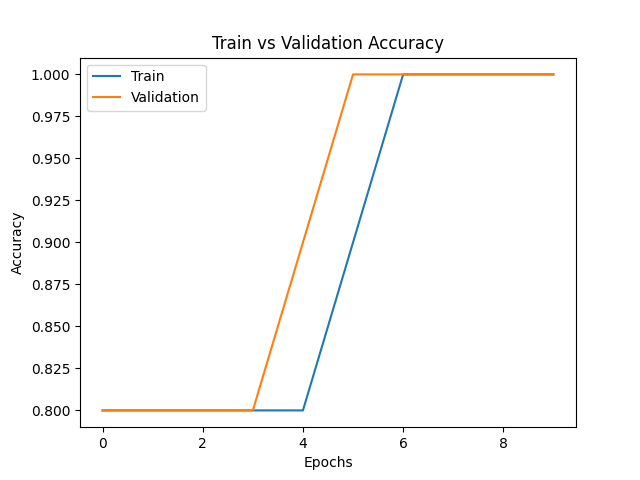 Train vs Validation Accuracy
Train
Validation
1.000
0.975
0.950
0.925
0.900
0.875
0.850
0.825
0.800
Accuracy
0 2 4 6 8
Epochs